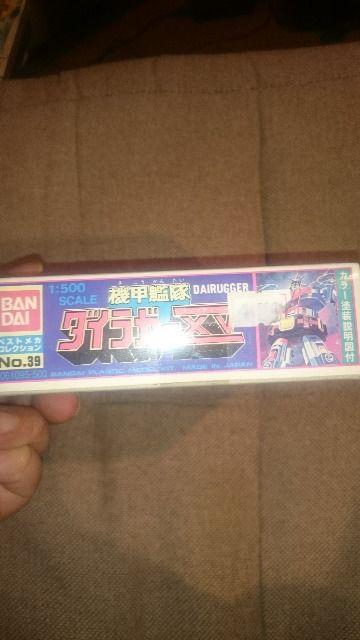 BAN
DAI
ベストメカ
コレクション
No.39
1:500
SCALE
機甲艦隊
DAIRUGGER
ダイラガーXV
BANDAI PLASTIC MODEL KIT MADE IN JAPAN
カラー塗装説明図付